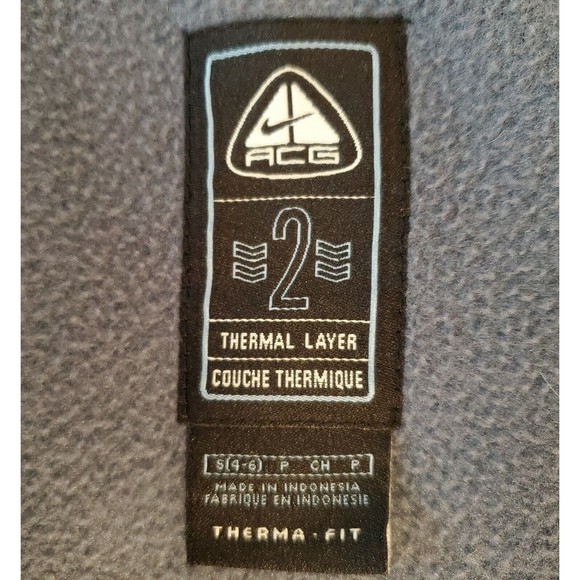 ACG
2
THERMAL LAYER
COUCHE THERMIQUE
S(4-6) P CH P
MADE IN INDONESIA
FABRIQUE EN INDONESIE
THERMA-FIT